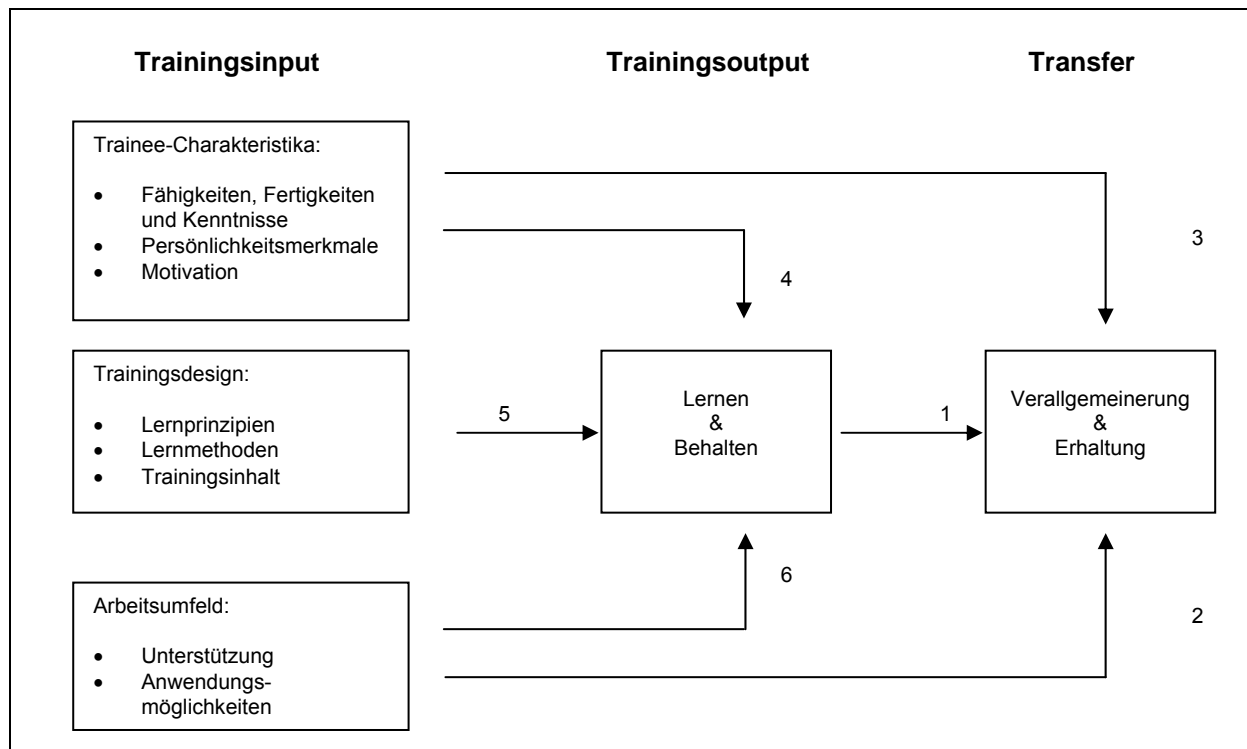 Trainingsinput
Trainingsoutput
Transfer
Trainee-Charakteristika:
• Fähigkeiten, Fertigkeiten
und Kenntnisse
• Persönlichkeitsmerkmale
• Motivation
3
4
Trainingsdesign:
• Lernprinzipien
• Lernmethoden
• Trainingsinhalt
5
Lernen
&
Behalten
1
Verallgemeinerung
&
Erhaltung
Arbeitsumfeld:
• Unterstützung
• Anwendungs-
möglichkeiten
6
2